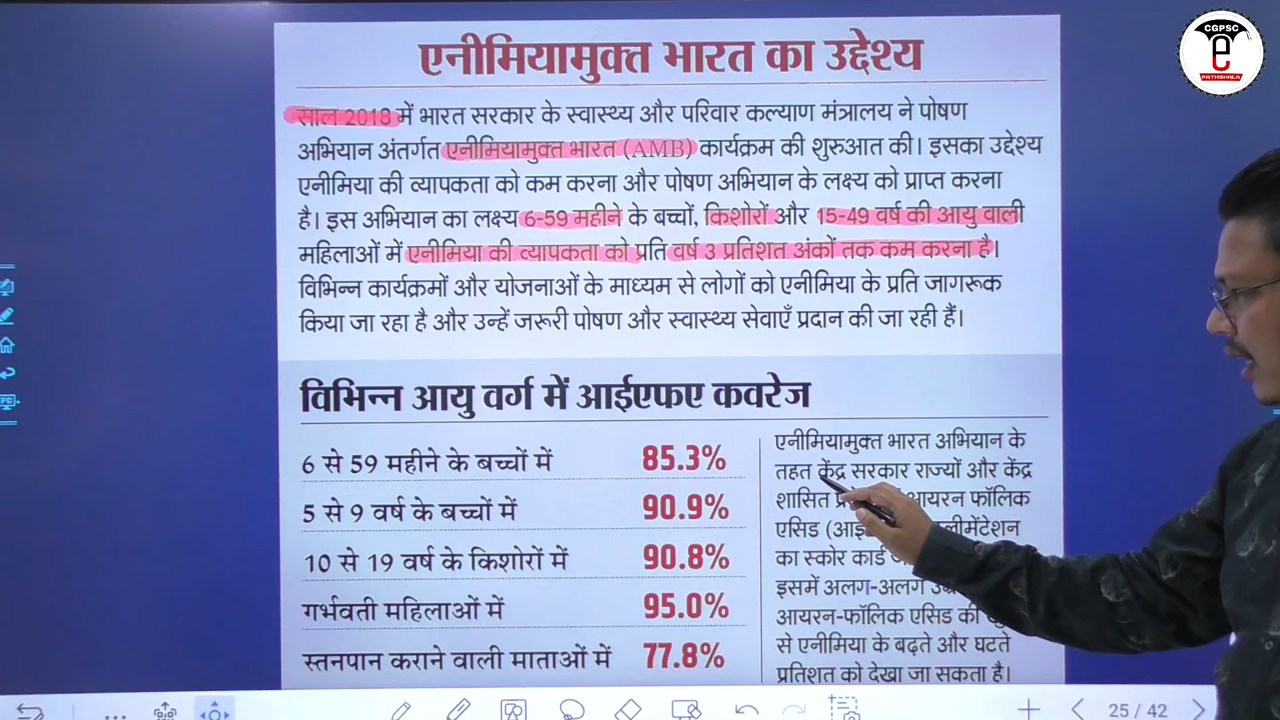 CGPSC
e
PATHSHALA
एनीमियामुक्त भारत का उद्देश्य
साल 2018 में भारत सरकार के स्वास्थ्य और परिवार कल्याण मंत्रालय ने पोषण
अभियान अंतर्गत एनीमियामुक्त भारत (AMB) कार्यक्रम की शुरुआत की। इसका उद्देश्य
एनीमिया की व्यापकता को कम करना और पोषण अभियान के लक्ष्य को प्राप्त करना
है। इस अभियान का लक्ष्य 6-59 महीने के बच्चों, किशोरों और 15-49 वर्ष की आयु वाली
महिलाओं में एनीमिया की व्यापकता को प्रति वर्ष 3 प्रतिशत अंकों तक कम करना है।
विभिन्न कार्यक्रमों और योजनाओं के माध्यम से लोगों को एनीमिया के प्रति जागरूक
किया जा रहा है और उन्हें जरूरी पोषण और स्वास्थ्य सेवाएँ प्रदान की जा रही हैं।
विभिन्न आयु वर्ग में आईएफए कवरेज
6 से 59 महीने के बच्चों में 85.3%
5 से 9 वर्ष के बच्चों में 90.9%
10 से 19 वर्ष के किशोरों में 90.8%
गर्भवती महिलाओं में 95.0%
स्तनपान कराने वाली माताओं में 77.8%
एनीमियामुक्त भारत अभियान के
तहत केंद्र सरकार राज्यों और केंद्र
शासित आयरन फॉलिक
एसिड
का स्कोर कार्ड
इसमें अलग-अलग
आयरन-फॉलिक एसिड की
से एनीमिया के बढ़ते और घटते
प्रतिशत को देखा जा सकता है।
25 / 42